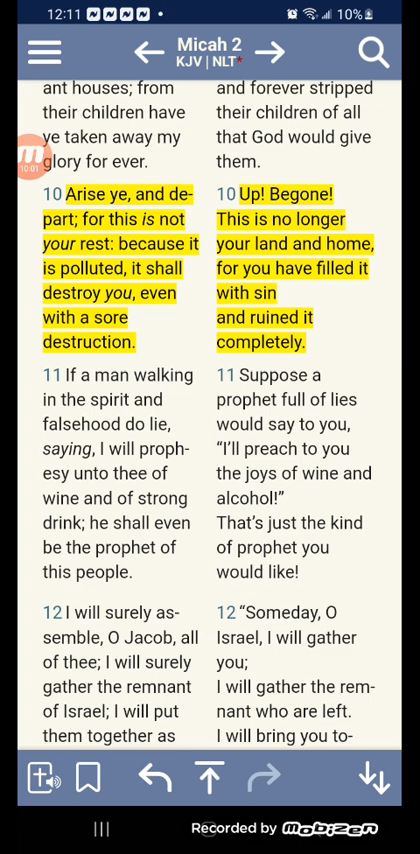 12:11
10%
Micah 2
KJV | NLT*
ant houses; from
their children have
ye taken away my
glory for ever.
10 Arise ye, and de-
part; for this is not
your rest: because it
is polluted, it shall
destroy you, even
with a sore
destruction.
11 If a man walking
in the spirit and
falsehood do lie,
saying, I will proph-
esy unto thee of
wine and of strong
drink; he shall even
be the prophet of
this people.
12 I will surely as-
semble, O Jacob, all
of thee; I will surely
gather the remnant
of Israel; I will put
them together as
and forever stripped
their children of all
that God would give
them.
10 Up! Begone!
This is no longer
your land and home,
for you have filled it
with sin
and ruined it
completely.
11 Suppose a
prophet full of lies
would say to you,
“I’ll preach to you
the joys of wine and
alcohol!”
That’s just the kind
of prophet you
would like!
12 “Someday, O
Israel, I will gather
you;
I will gather the rem-
nant who are left.
I will bring you to-
10:01
Recorded by Mobizen